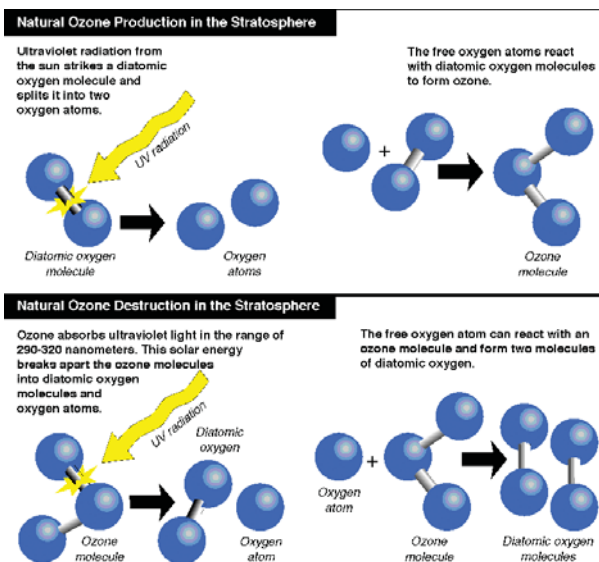 Natural Ozone Production in the Stratosphere
Ultraviolet radiation from
the sun strikes a diatomic
oxygen molecule and
splits it into two
oxygen atoms.
UV radiation
Diatomic oxygen
molecule
Oxygen
atoms
The free oxygen atoms react
with diatomic oxygen molecules
to form ozone.
+
Ozone
molecule
Natural Ozone Destruction in the Stratosphere
Ozone absorbs ultraviolet light in the range of
290-320 nanometers. This solar energy
breaks apart the ozone molecules
into diatomic oxygen
molecules and
oxygen atoms.
UV radiation
Diatomic
oxygen
Ozone
molecule
Oxygen
atom
The free oxygen atom can react with an
ozone molecule and form two molecules
of diatomic oxygen.
+
Oxygen
atom
Ozone
molecule
Diatomic oxygen
molecules